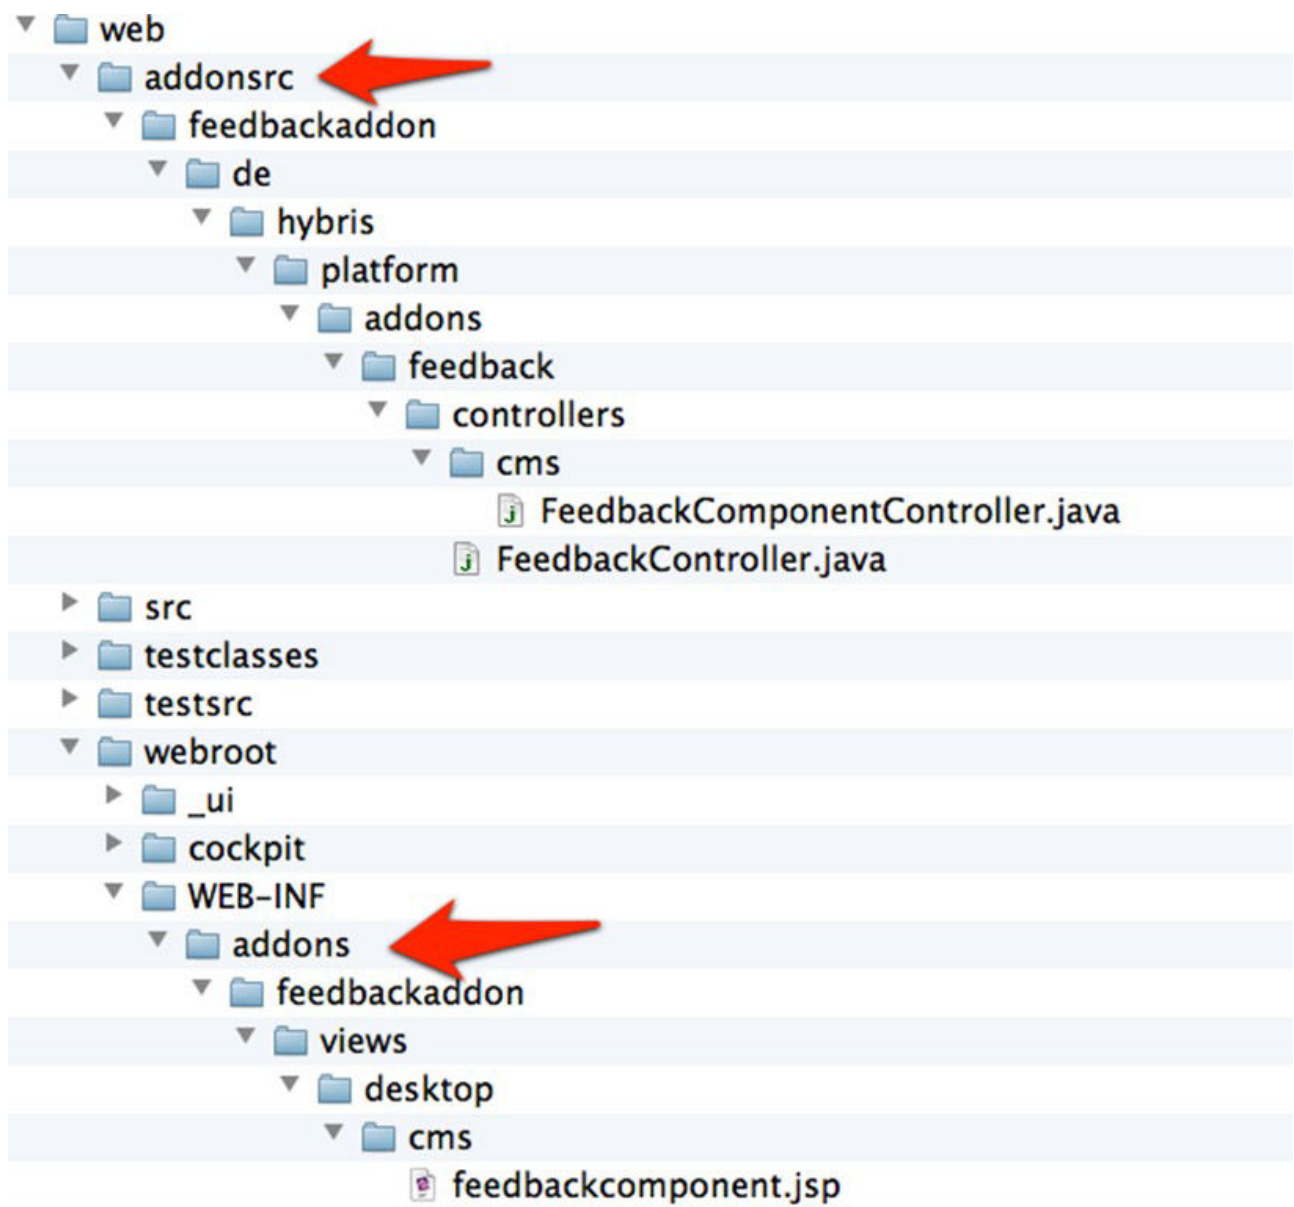 web
addonsrc
feedbackaddon
de
hybris
platform
addons
feedback
controllers
cms
FeedbackComponentController.java
FeedbackController.java
src
testclasses
testsrc
webroot
_ui
cockpit
WEB-INF
addons
feedbackaddon
views
desktop
cms
feedbackcomponent.jsp